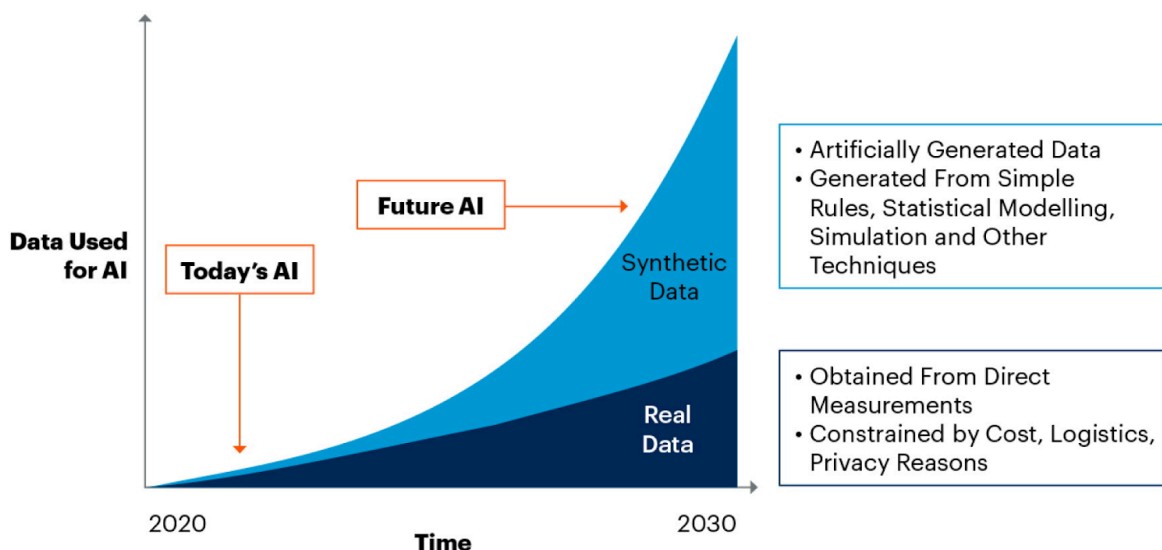 Data Used
for AI
Today's AI
Future AI
Synthetic
Data
Real
Data
2020
2030
Time
• Artificially Generated Data
• Generated From Simple
Rules, Statistical Modelling,
Simulation and Other
Techniques
• Obtained From Direct
Measurements
• Constrained by Cost, Logistics,
Privacy Reasons